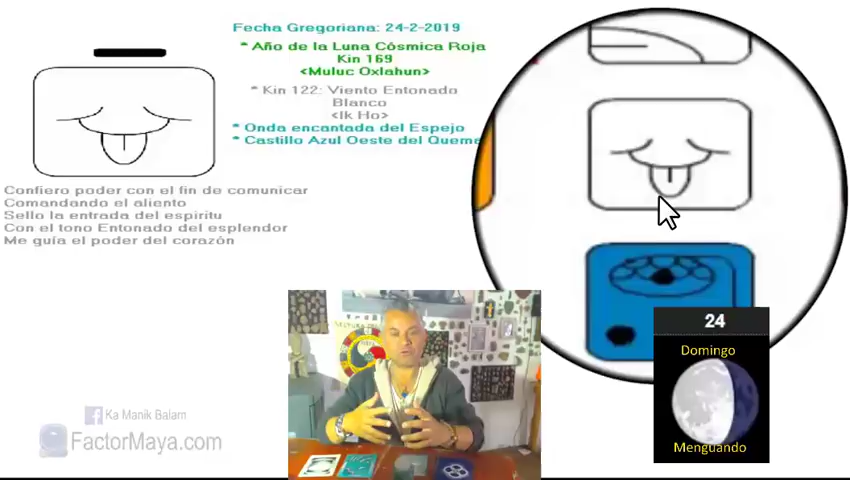 Fecha Gregoriana: 24-2-2019
* Año de la Luna Cósmica Roja
Kin 169
<Muluc Oxlahun>
* Kin 122: Viento Entonado
Blanco
<Ik Ho>
* Onda encantada del Espejo
* Castillo Azul Oeste del Quema
Confiero poder con el fin de comunicar
Comandando el aliento
Sello la entrada del espíritu
Con el tono Entonado del esplendor
Me guía el poder del corazón
24
Domingo
Menguando
Ka Manik Balam
FactorMaya.com